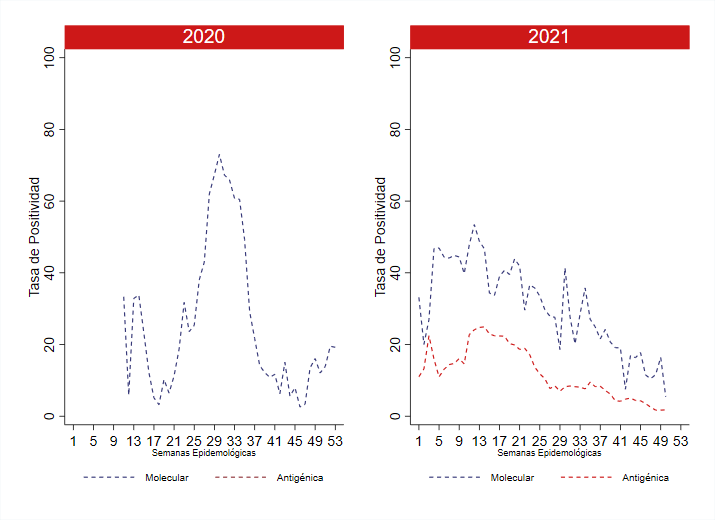 2020
Tasa de Positividad
100
80
60
40
20
0
1 5 9 13 17 21 25 29 33 37 41 45 49 53
Semanas Epidemológicas
Molecular Antigénica
2021
Tasa de Positividad
100
80
60
40
20
0
1 5 9 13 17 21 25 29 33 37 41 45 49 53
Semanas Epidemológicas
Molecular Antigénica